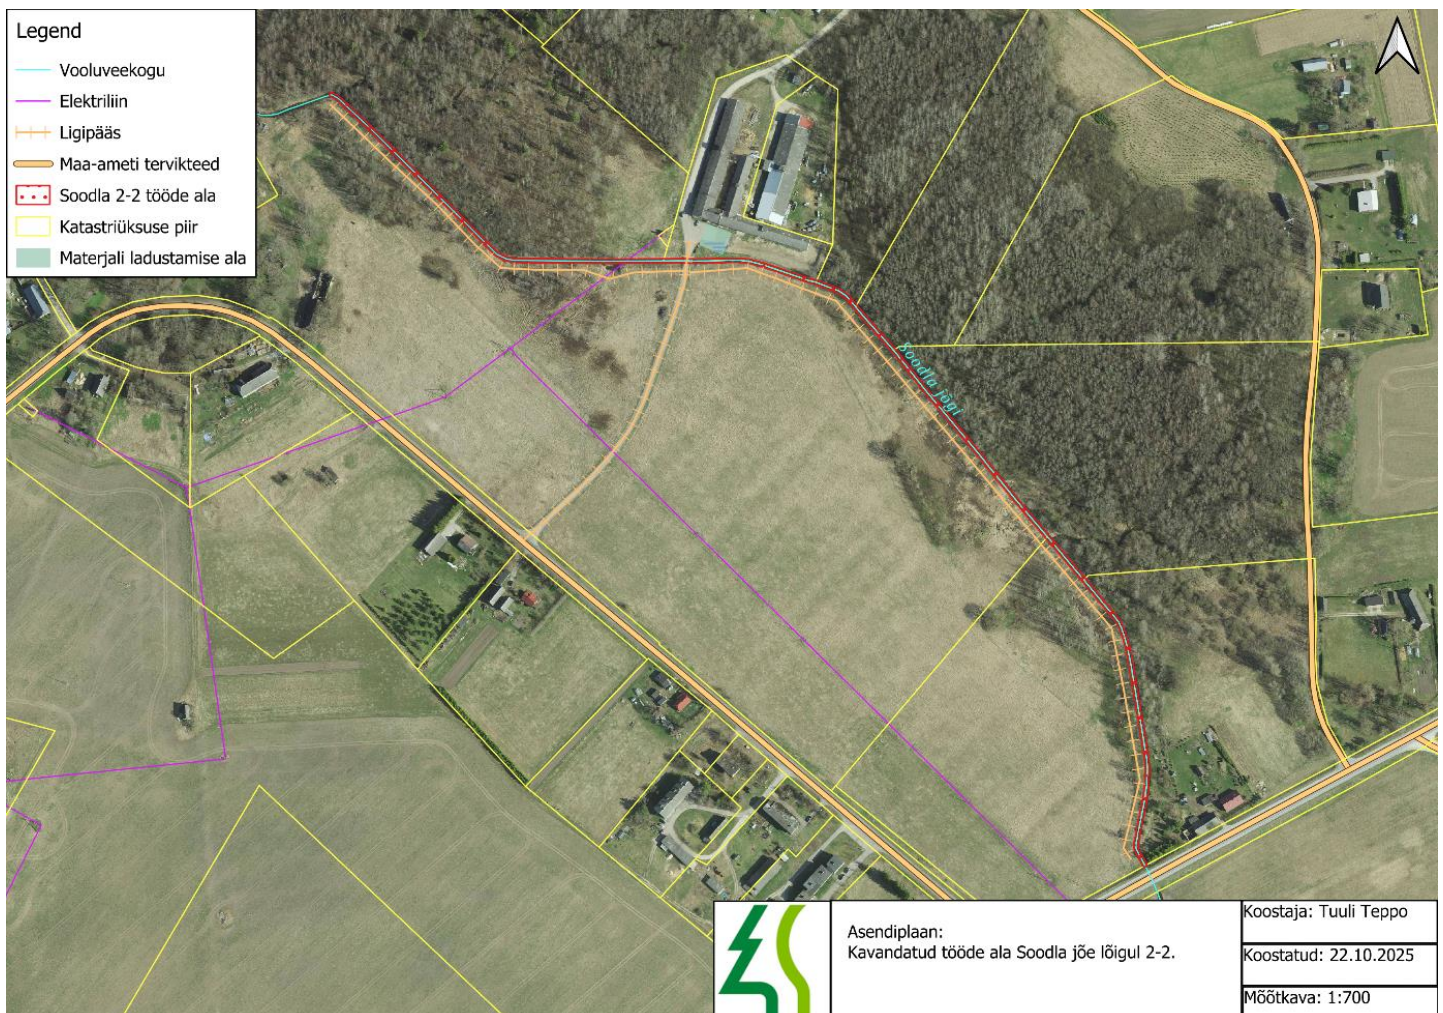 Legend
Vooluveekogu
Elektriliin
Ligipääs
Maa-ameti tervikteed
Soodla 2-2 tööde ala
Katastriüksuse piir
Materjali ladustamise ala
Soodla jõgi
Asendiplaan:
Kavandatud tööde ala Soodla jõe lõigul 2-2.
Koostaja: Tuuli Teppo
Koostatud: 22.10.2025
Mõõtkava: 1:700